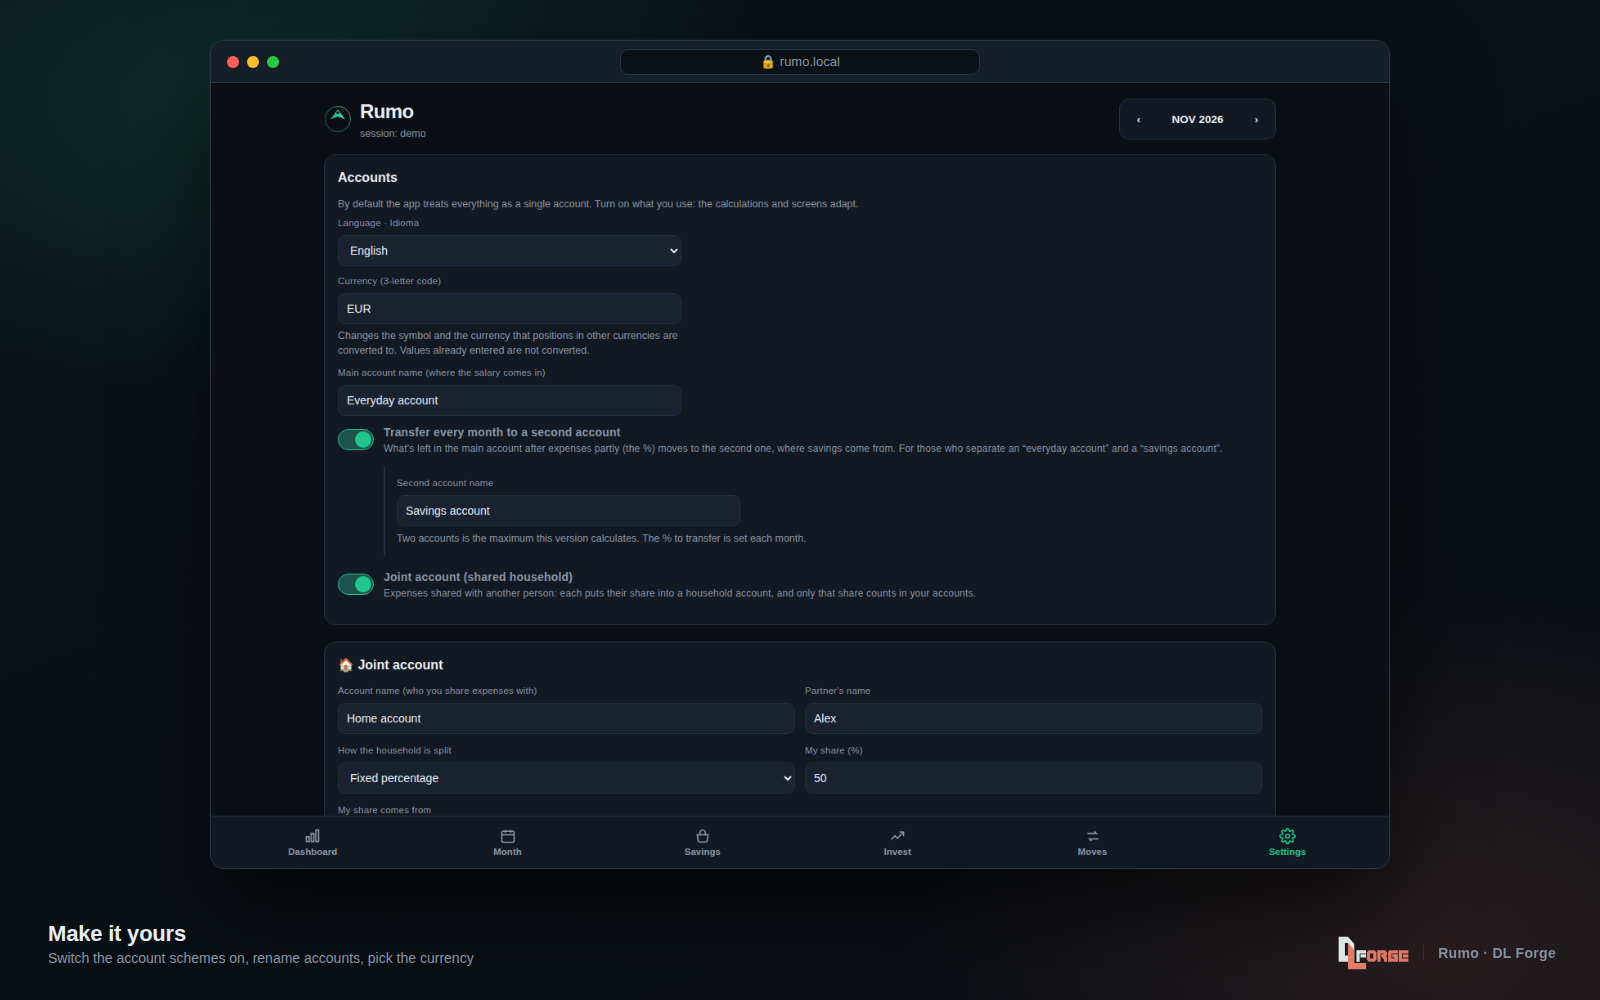 🔒 rumo.local
Rumo
session: demo
‹ NOV 2026 ›
Accounts
By default the app treats everything as a single account. Turn on what you use: the calculations and screens adapt.
Language · Idioma
English
Currency (3-letter code)
EUR
Changes the symbol and the currency that positions in other currencies are
converted to. Values already entered are not converted.
Main account name (where the salary comes in)
Everyday account
Transfer every month to a second account
What's left in the main account after expenses partly (the %) moves to the second one, where savings come from. For those who separate an “everyday account” and a “savings account”.
Second account name
Savings account
Two accounts is the maximum this version calculates. The % to transfer is set each month.
Joint account (shared household)
Expenses shared with another person: each puts their share into a household account, and only that share counts in your accounts.
🏠 Joint account
Account name (who you share expenses with)
Partner's name
Home account
Alex
How the household is split
My share (%)
Fixed percentage
50
My share comes from
Dashboard
Month
Savings
Invest
Moves
Settings
Make it yours
Switch the account schemes on, rename accounts, pick the currency
DL FORGE
Rumo · DL Forge